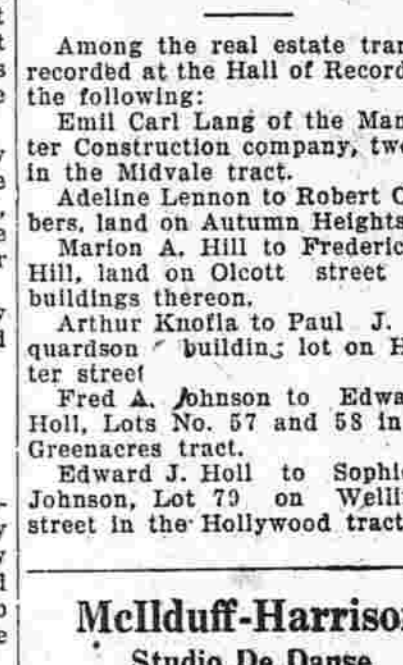 Among the real estate tran
recorded at the Hall of Record
the following:
Emil Carl Lang of the Man
ter Construction company, two
in the Midvale tract.
Adeline Lennon to Robert C
bers, land on Autumn Heights
Marion A. Hill to Frederic
Hill, land on Olcott street
buildings thereon.
Arthur Knofla to Paul J.
quardson building lot on H
ter street
Fred A. Johnson to Edwa
Holl, Lots No. 57 and 58 in
Greenacres tract.
Edward J. Holl to Sophi
Johnson, Lot 79 on Welli
street in the Hollywood tract
McIlduff-Harriso
Studio De Danse